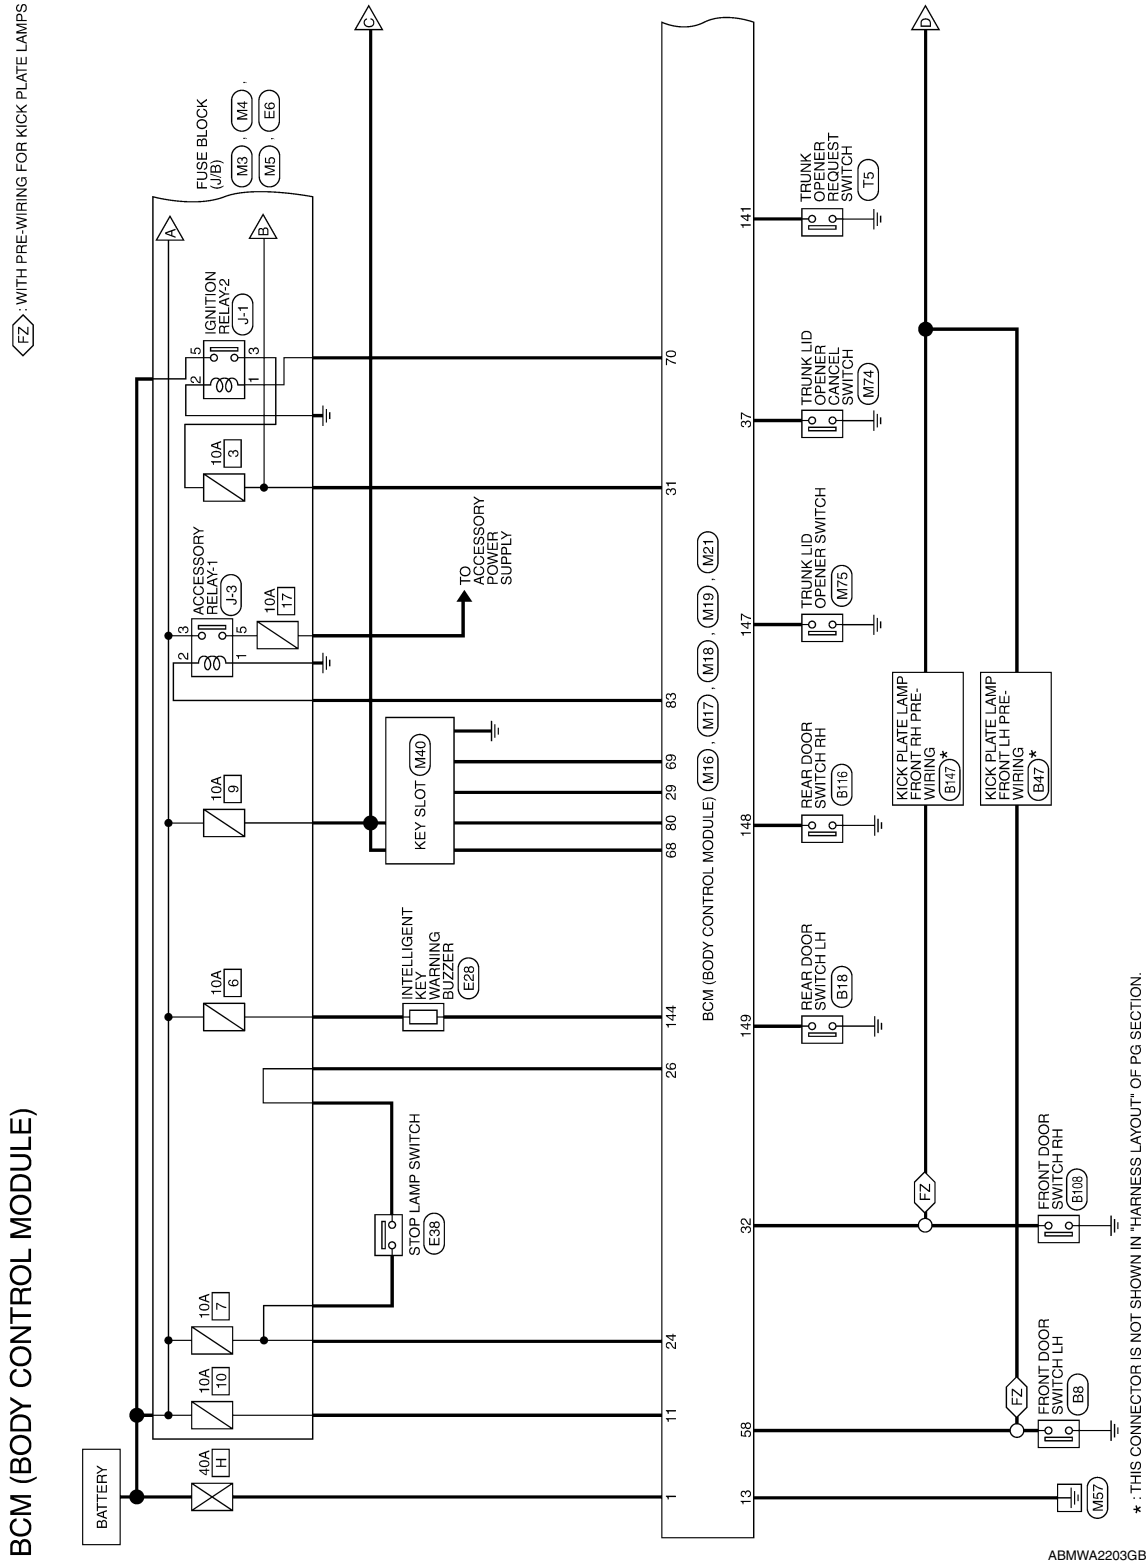 BCM (BODY CONTROL MODULE)
FZ : WITH PRE-WIRING FOR KICK PLATE LAMPS
BATTERY
40A
H
10A
10
10A
7
10A
6
10A
9
ACCESSORY
RELAY-1
J-3
3
5
2
1
10A
17
10A
3
IGNITION
RELAY-2
J-1
5
3
2
1
A
B
FUSE BLOCK
(J/B)
M3 , M4 ,
M5 , E6
C
STOP LAMP SWITCH
E38
INTELLIGENT
KEY
WARNING
BUZZER
E28
KEY SLOT M40
TO
ACCESSORY
POWER
SUPPLY
1
11
24
26
144
68
80
29
69
83
31
70
BCM (BODY CONTROL MODULE) M16 , M17 , M18 , M19 , M21
13
58
32
149
148
147
37
141
REAR DOOR
SWITCH LH
B18
REAR DOOR
SWITCH RH
B116
TRUNK LID
OPENER SWITCH
M75
TRUNK LID
OPENER
CANCEL
SWITCH
M74
TRUNK
OPENER
REQUEST
SWITCH
T5
D
KICK PLATE LAMP
FRONT RH PRE-
WIRING
B147 *
KICK PLATE LAMP
FRONT LH PRE-
WIRING
B47 *
FZ
FZ
FRONT DOOR
SWITCH LH
B8
FRONT DOOR
SWITCH RH
B108
M57
* : THIS CONNECTOR IS NOT SHOWN IN "HARNESS LAYOUT" OF PG SECTION.
ABMWA2203GB